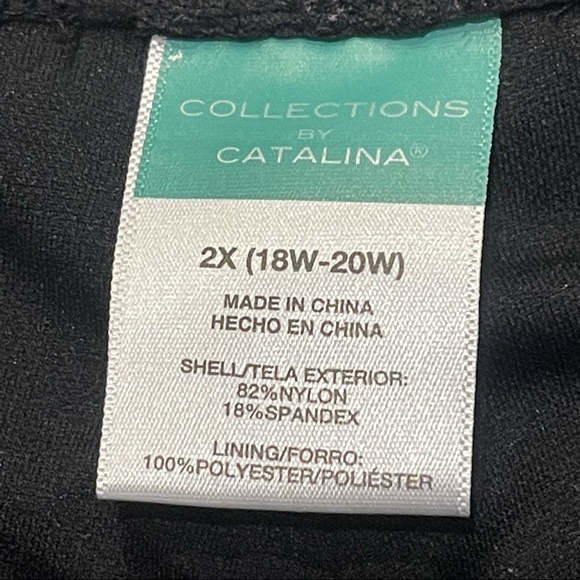 COLLECTIONS
BY
CATALINA®
2X (18W-20W)
MADE IN CHINA
HECHO EN CHINA
SHELL/TELA EXTERIOR:
82%NYLON
18%SPANDEX
LINING/FORRO:
100%POLYESTER/POLIÉSTER